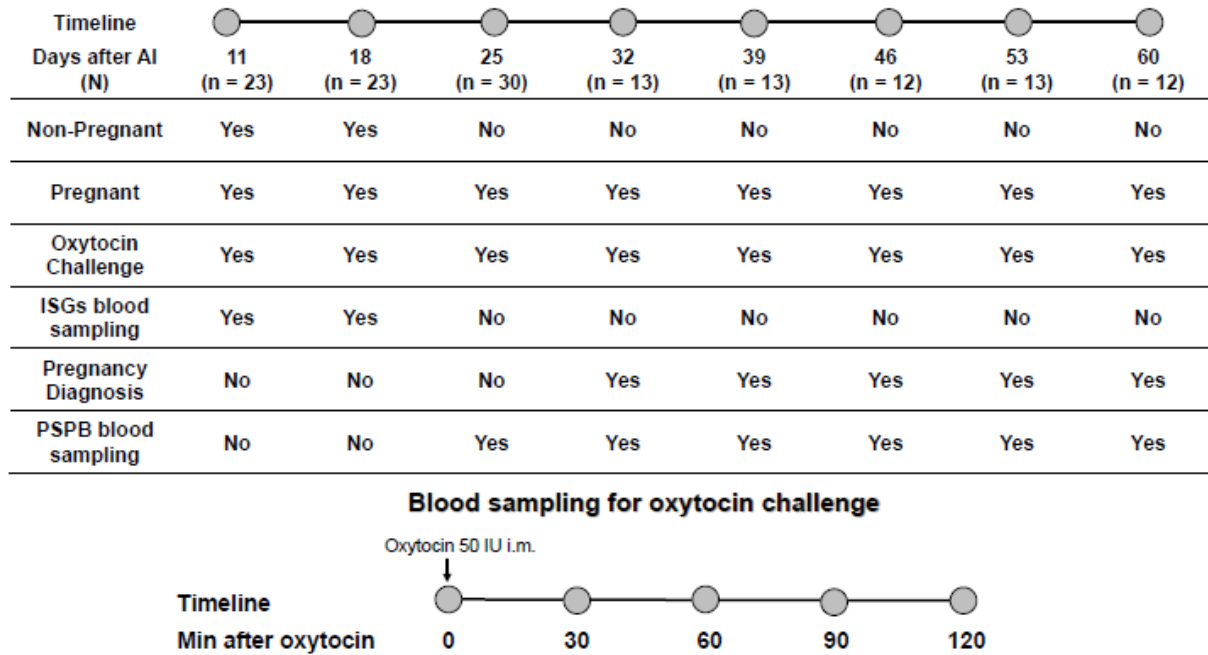 Timeline
Days after AI 11 18 25 32 39 46 53 60
(N) (n = 23) (n = 23) (n = 30) (n = 13) (n = 13) (n = 12) (n = 13) (n = 12)
Non-Pregnant Yes Yes No No No No No No
Pregnant Yes Yes Yes Yes Yes Yes Yes Yes
Oxytocin
Challenge Yes Yes Yes Yes Yes Yes Yes Yes
ISGs blood
sampling Yes Yes No No No No No No
Pregnancy
Diagnosis No No No Yes Yes Yes Yes Yes
PSPB blood
sampling No No Yes Yes Yes Yes Yes Yes
Blood sampling for oxytocin challenge
Oxytocin 50 IU i.m.
Timeline
Min after oxytocin 0 30 60 90 120